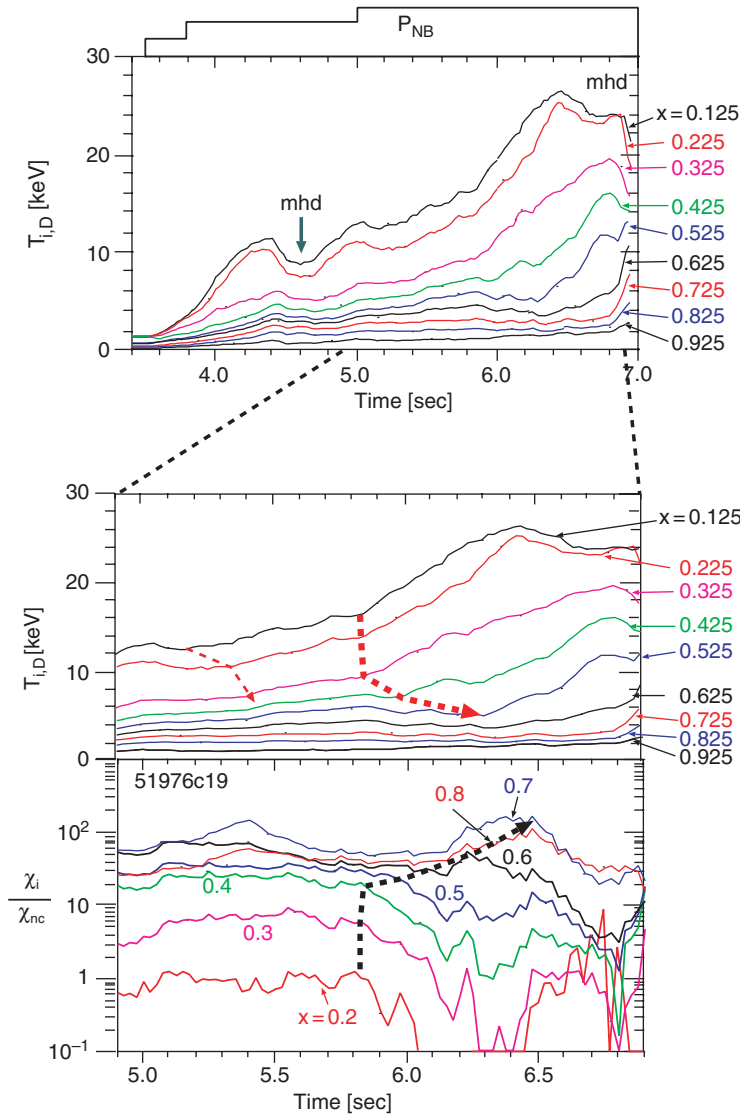 P_NB
30
20
10
0
T_i,D [keV]
mhd
mhd
x=0.125
0.225
0.325
0.425
0.525
0.625
0.725
0.825
0.925
4.0 5.0 6.0 7.0
Time [sec]
30
20
10
0
T_i,D [keV]
x=0.125
0.225
0.325
0.425
0.525
0.625
0.725
0.825
0.925
51976c19
10^2
10
1
10^-1
χ_i
χ_nc
0.8
0.7
0.6
0.5
0.4
0.3
x=0.2
5.0 5.5 6.0 6.5
Time [sec]